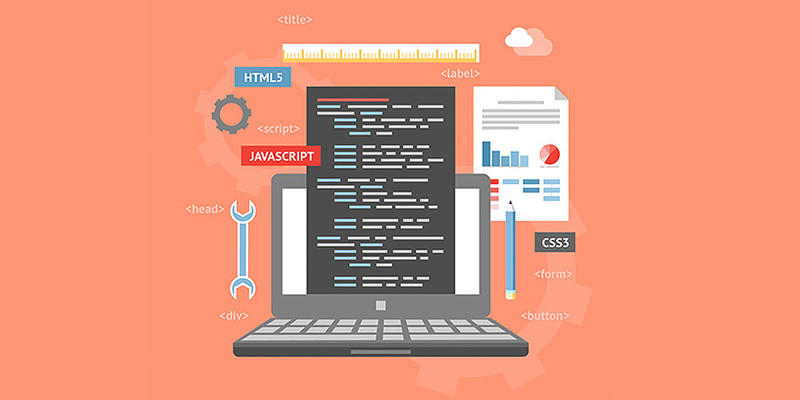 <title>
<label>
HTML5
<script>
JAVASCRIPT
<head>
CSS3
<form>
<div>
<button>